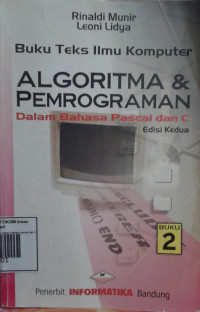 Rinaldi Munir
Leoni Lidya
Buku Teks Ilmu Komputer
ALGORITMA &
PEMROGRAMAN
Dalam Bahasa Pascal dan C
Edisi Kedua
END
BUKU
2
Penerbit INFORMATIKA Bandung